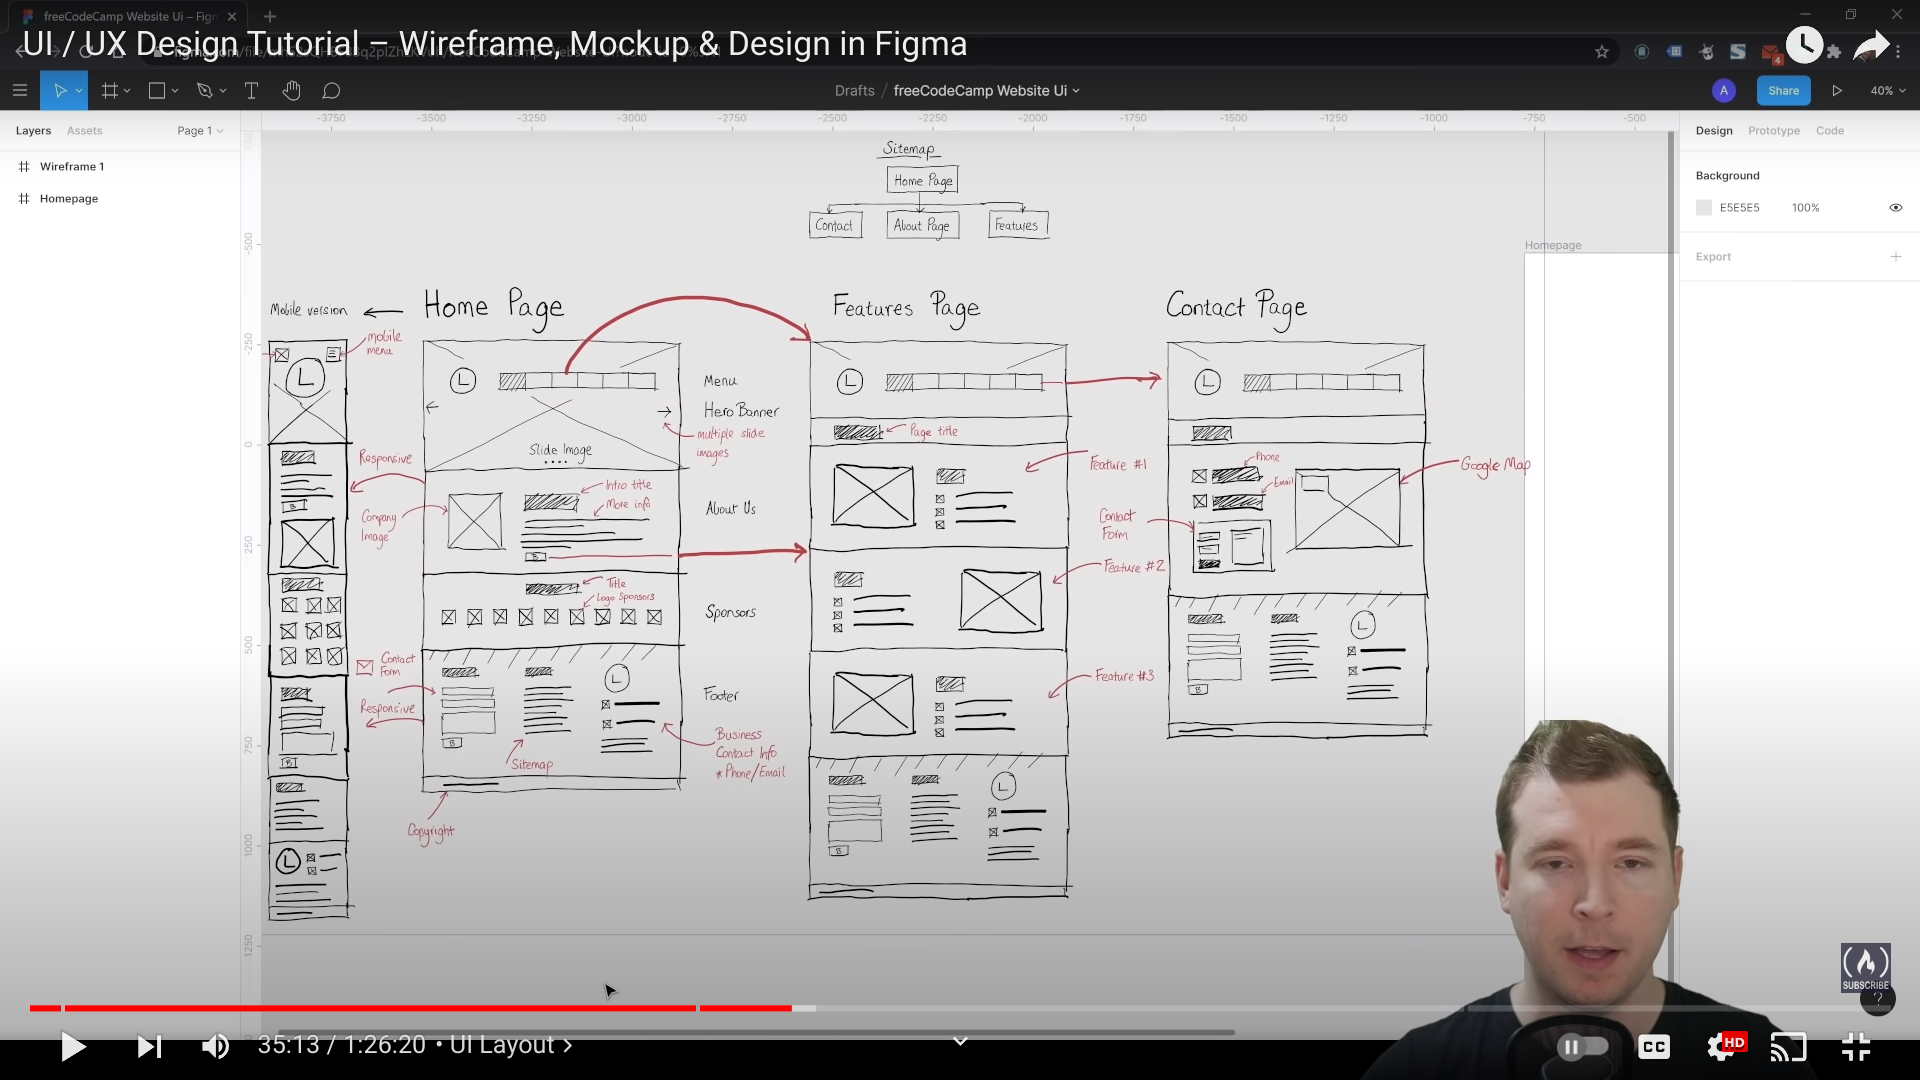 freeCodeCamp Website Ui – Figm
UI / UX Design Tutorial – Wireframe, Mockup & Design in Figma
4
Drafts / freeCodeCamp Website Ui
A
Share
40%
Layers
Assets
Page 1
-3750
-3500
-3250
-3000
-2750
-2500
-2250
-2000
-1750
-1500
-1250
-1000
-750
-500
Design
Prototype
Code
Wireframe 1
Homepage
Background
E5E5E5
100%
Export
-500
-250
0
250
500
750
1000
1250
Homepage
Sitemap
Home Page
Contact
About Page
Features
Mobile version
Home Page
Features Page
Contact Page
mobile
menu
L
L
L
L
Menu
Hero Banner
multiple slide
images
Slide Image
Page title
Responsive
Intro title
More info
Company
Image
B
B
About Us
Feature #1
Phone
Email
Google Map
Contact
Form
Feature #2
Title
Logo Sponsors
Sponsors
Contact
Form
Responsive
L
L
Footer
Feature #3
B
B
B
Business
Contact Info
* Phone/Email
Sitemap
Copyright
L
B
L
SUBSCRIBE
?
35:13 / 1:26:20 • UI Layout
CC
HD